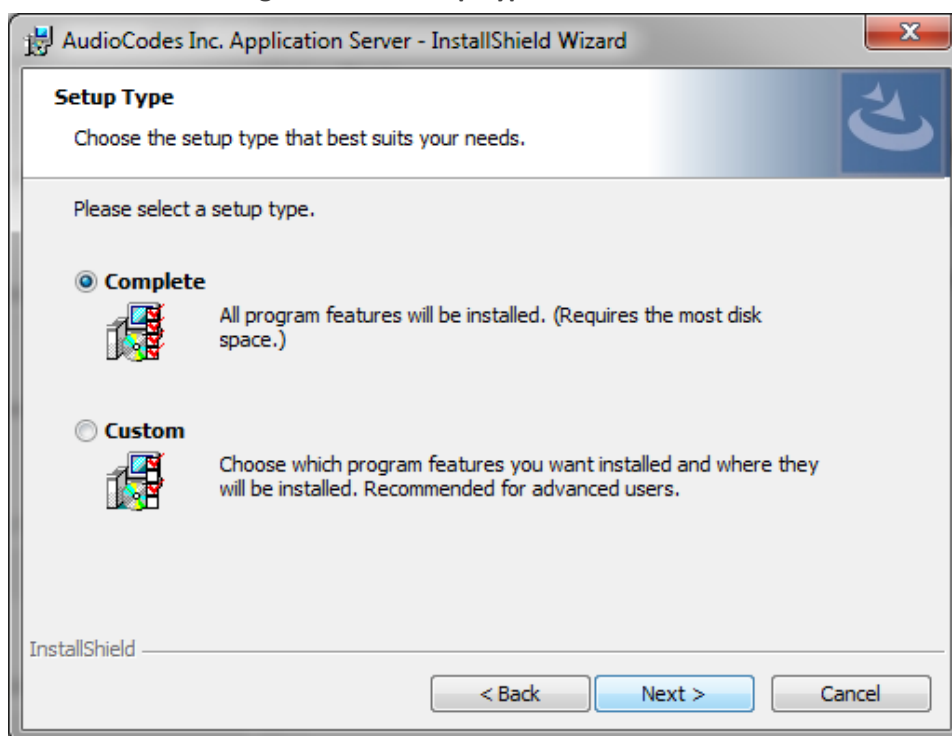 AudioCodes Inc. Application Server - InstallShield Wizard
Setup Type
Choose the setup type that best suits your needs.
Please select a setup type.
Complete
All program features will be installed. (Requires the most disk
space.)
Custom
Choose which program features you want installed and where they
will be installed. Recommended for advanced users.
InstallShield
< Back
Next >
Cancel